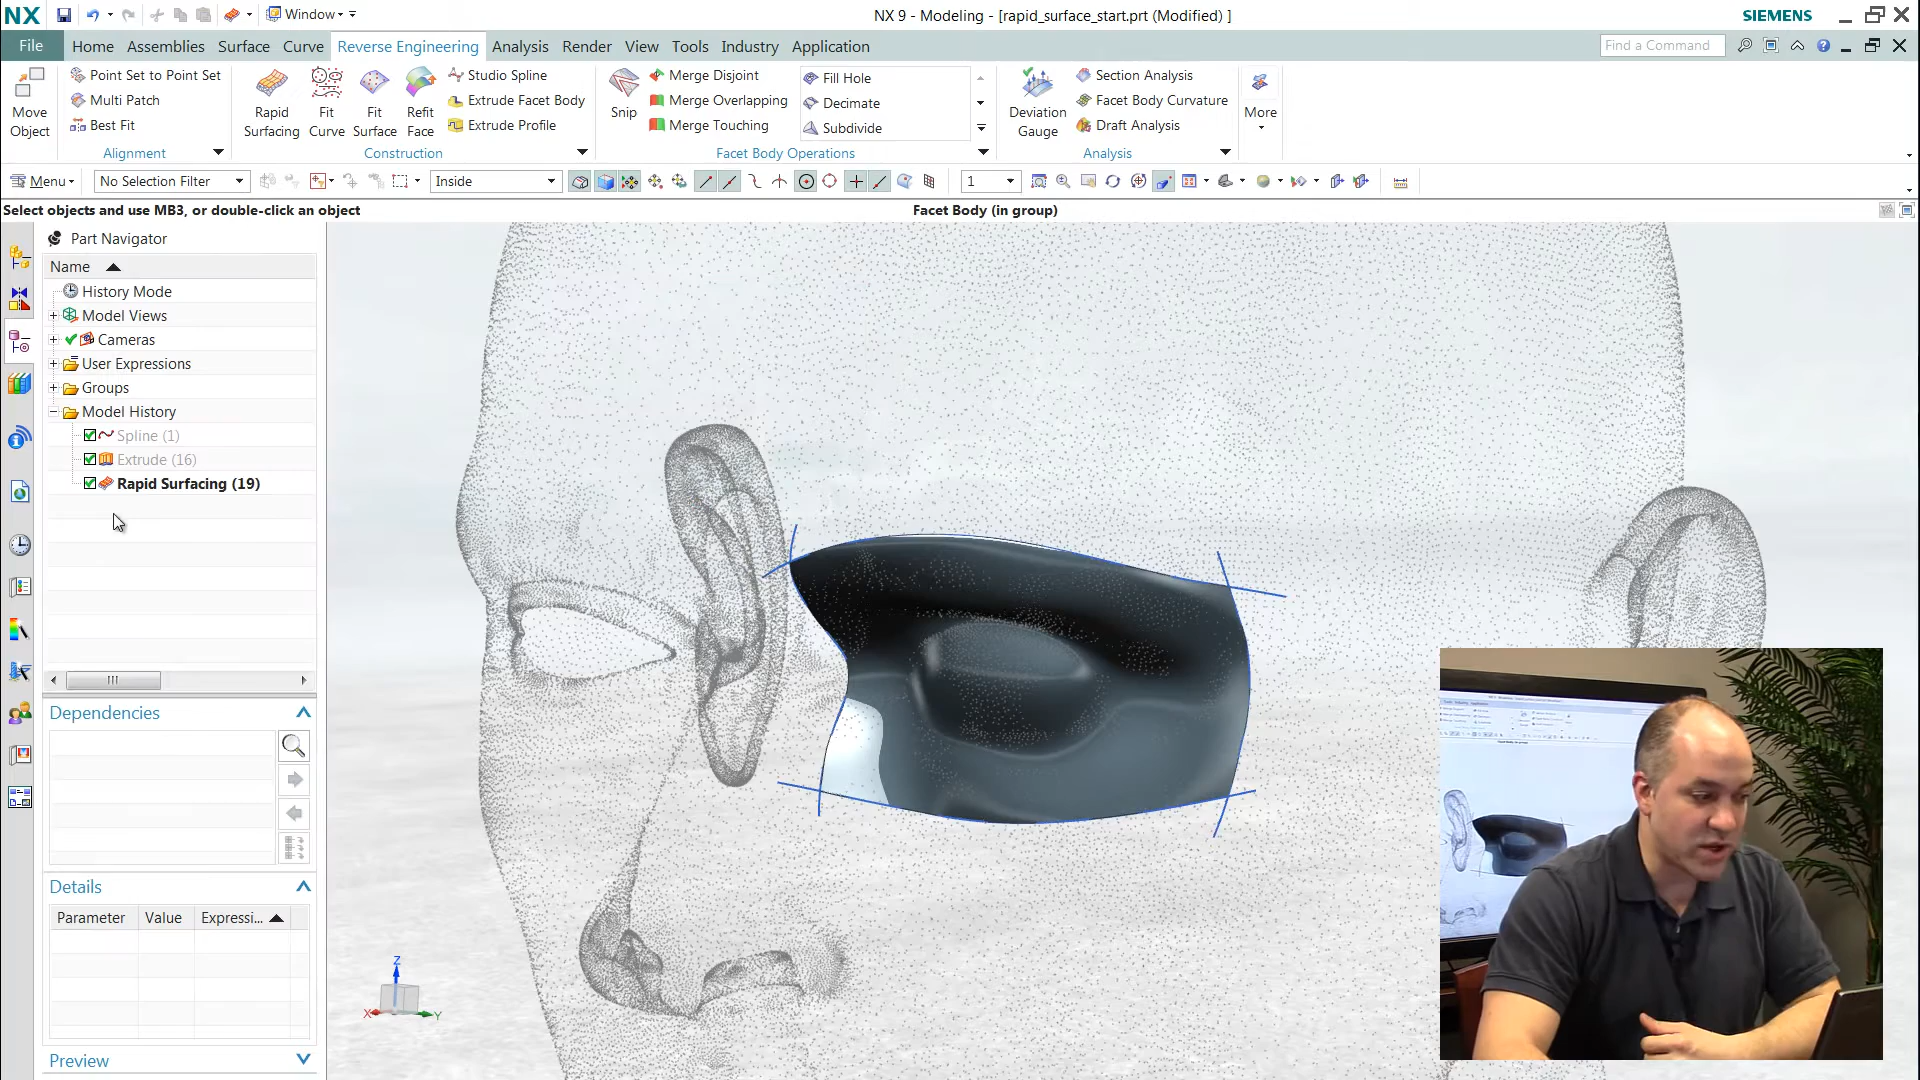 NX
Window
NX 9 - Modeling - [rapid_surface_start.prt (Modified) ]
SIEMENS
File Home Assemblies Surface Curve Reverse Engineering Analysis Render View Tools Industry Application
Find a Command
Move Object
Point Set to Point Set
Multi Patch
Best Fit
Alignment
Rapid Surfacing
Fit Curve
Fit Surface
Refit Face
Studio Spline
Extrude Facet Body
Extrude Profile
Construction
Snip
Merge Disjoint
Merge Overlapping
Merge Touching
Fill Hole
Decimate
Subdivide
Facet Body Operations
Deviation Gauge
Section Analysis
Facet Body Curvature
Draft Analysis
Analysis
More
Menu
No Selection Filter
Inside
1
Select objects and use MB3, or double-click an object
Facet Body (in group)
Part Navigator
Name
History Mode
Model Views
Cameras
User Expressions
Groups
Model History
Spline (1)
Extrude (16)
Rapid Surfacing (19)
Dependencies
Details
Parameter Value Expressi...
Preview
Z
X
Y